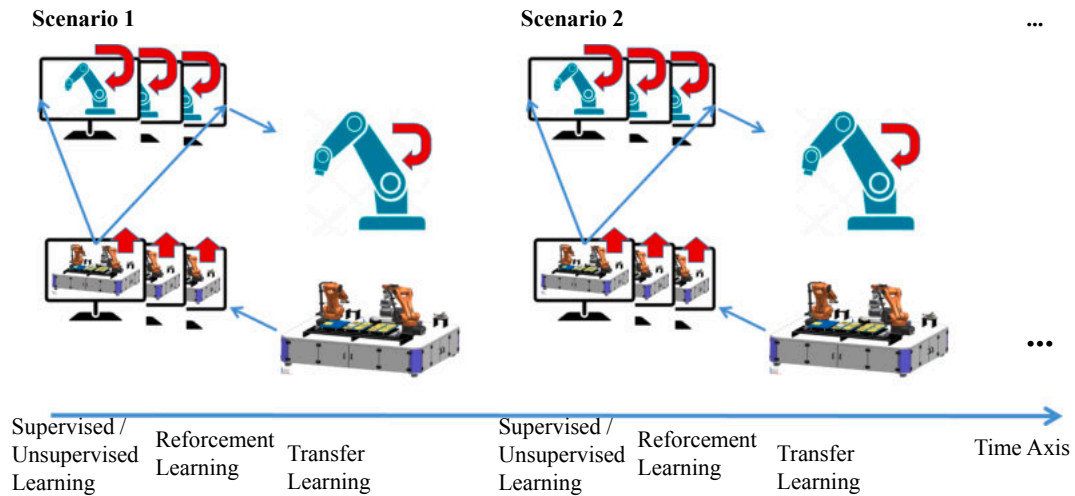 Scenario 1
Scenario 2
...
...
Supervised /
Unsupervised
Learning
Reforcement
Learning
Transfer
Learning
Supervised /
Unsupervised
Learning
Reforcement
Learning
Transfer
Learning
Time Axis